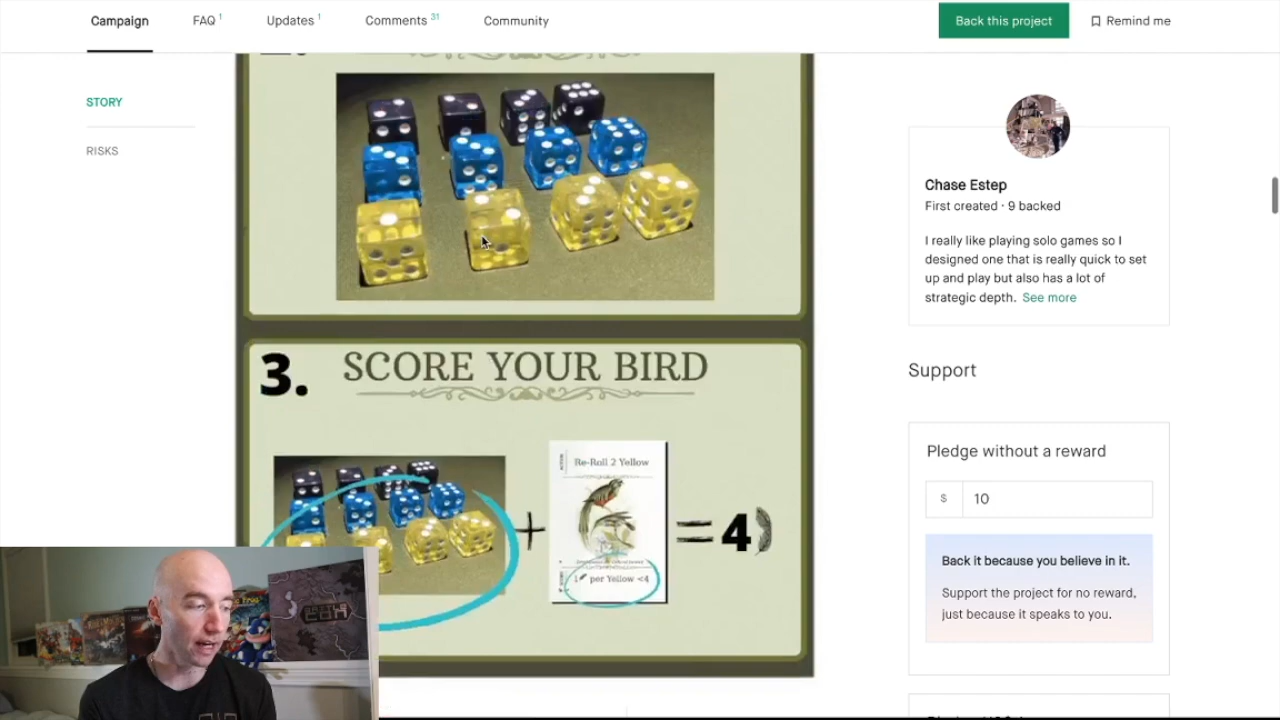 Campaign
FAQ 1
Updates 1
Comments 31
Community
Back this project
Remind me
STORY
RISKS
Chase Estep
First created · 9 backed
I really like playing solo games so I
designed one that is really quick to set
up and play but also has a lot of
strategic depth. See more
3. SCORE YOUR BIRD
Re-Roll 2 Yellow
per Yellow <4
+
= 4
Support
Pledge without a reward
$ 10
Back it because you believe in it.
Support the project for no reward,
just because it speaks to you.
BATTLE
CON